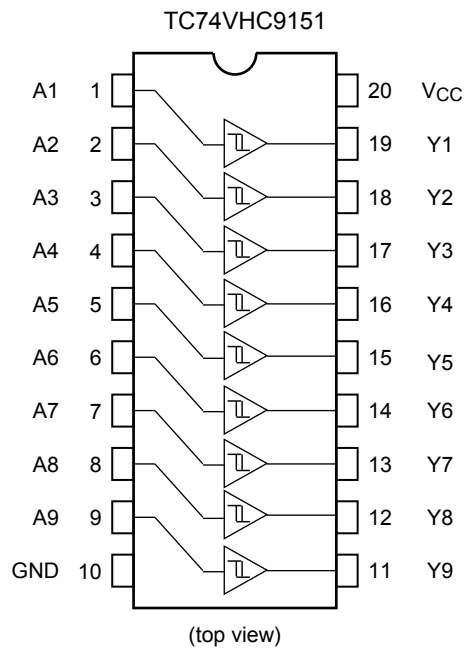 TC74VHC9151
A1 1 20 VCC
A2 2 19 Y1
A3 3 18 Y2
A4 4 17 Y3
A5 5 16 Y4
A6 6 15 Y5
A7 7 14 Y6
A8 8 13 Y7
A9 9 12 Y8
GND 10 11 Y9
(top view)